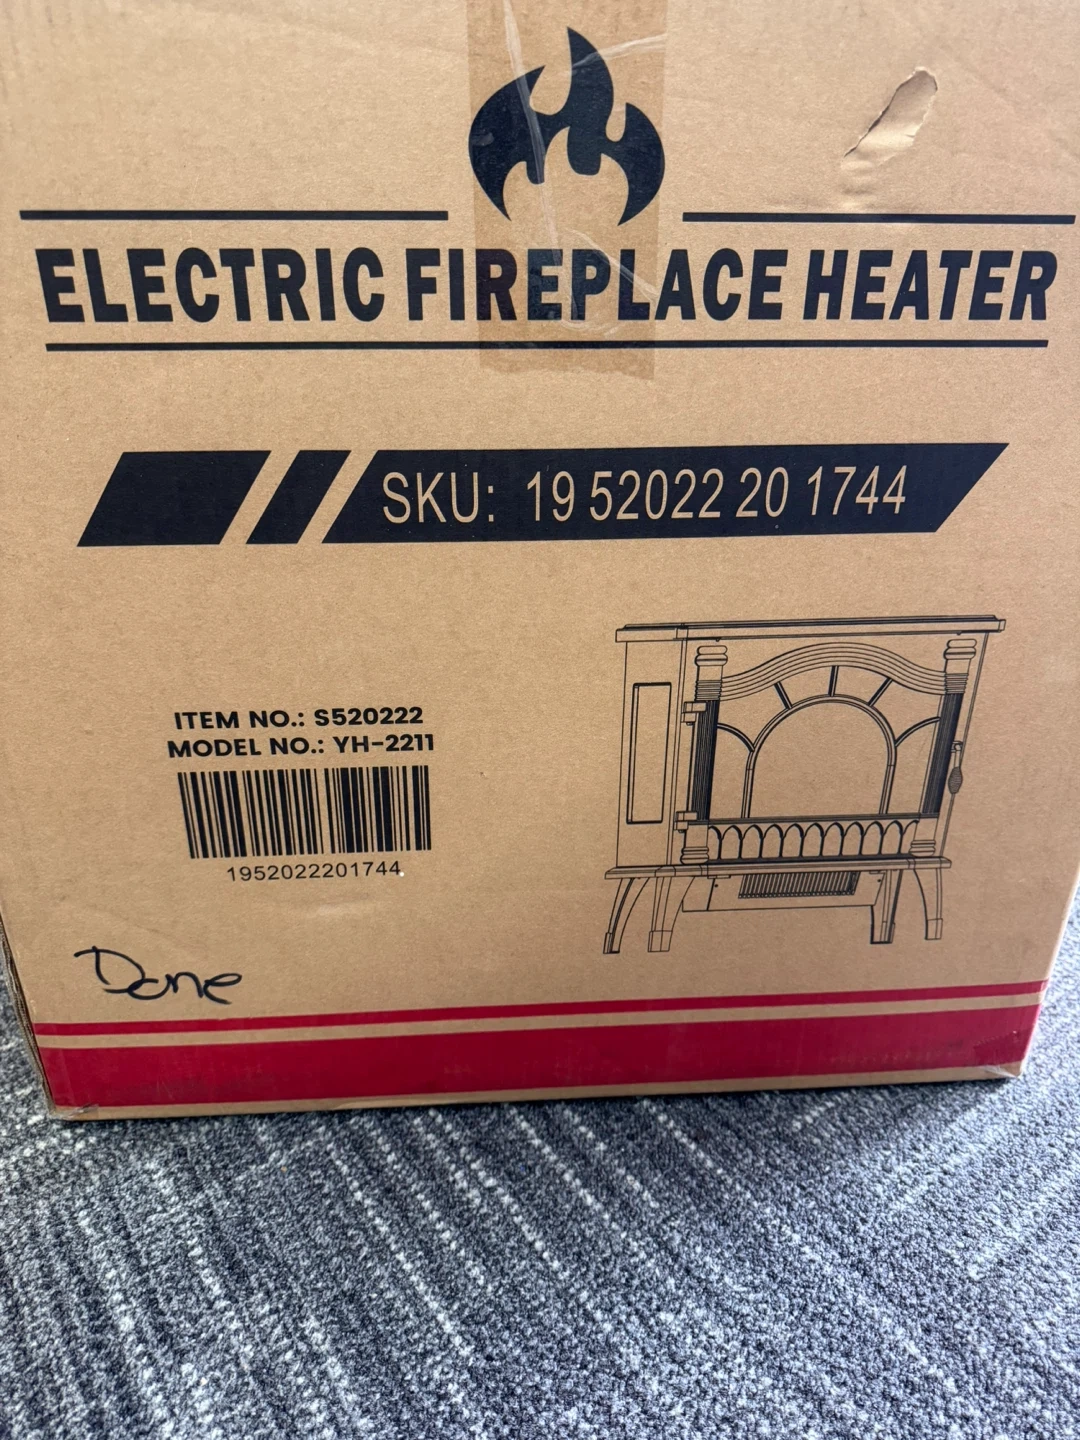 ELECTRIC FIREPLACE HEATER
SKU: 19 52022 20 1744
ITEM NO.: S520222
MODEL NO.: YH-2211
1952022201744
Done